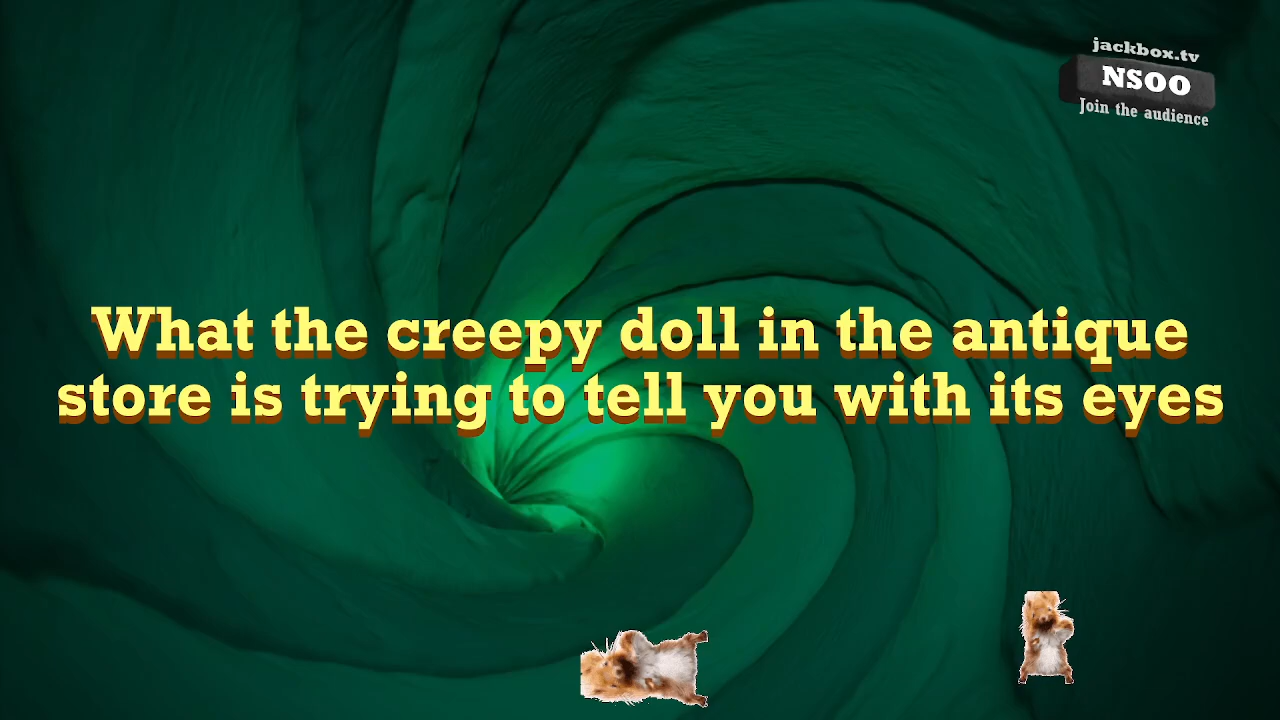 jackbox.tv
NSOO
Join the audience
What the creepy doll in the antique
store is trying to tell you with its eyes